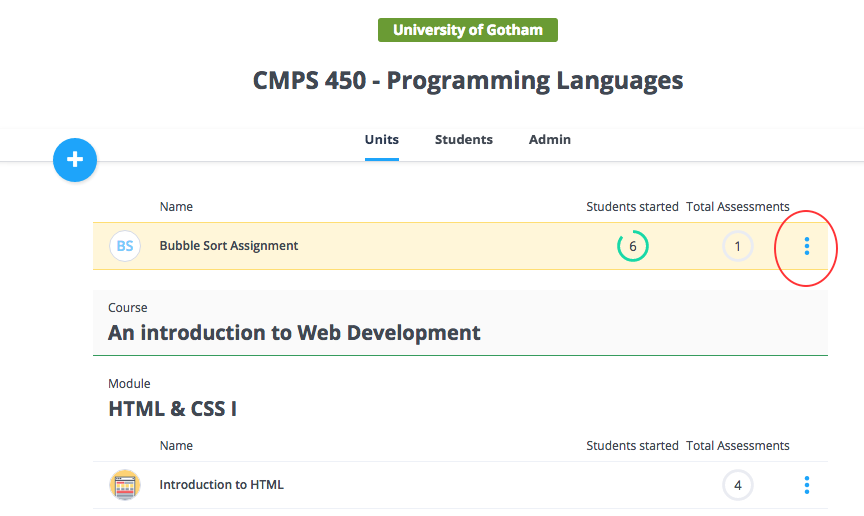 University of Gotham
CMPS 450 - Programming Languages
Units Students Admin
Name Students started Total Assessments
BS Bubble Sort Assignment 6 1
Course
An introduction to Web Development
Module
HTML & CSS I
Name Students started Total Assessments
Introduction to HTML 4